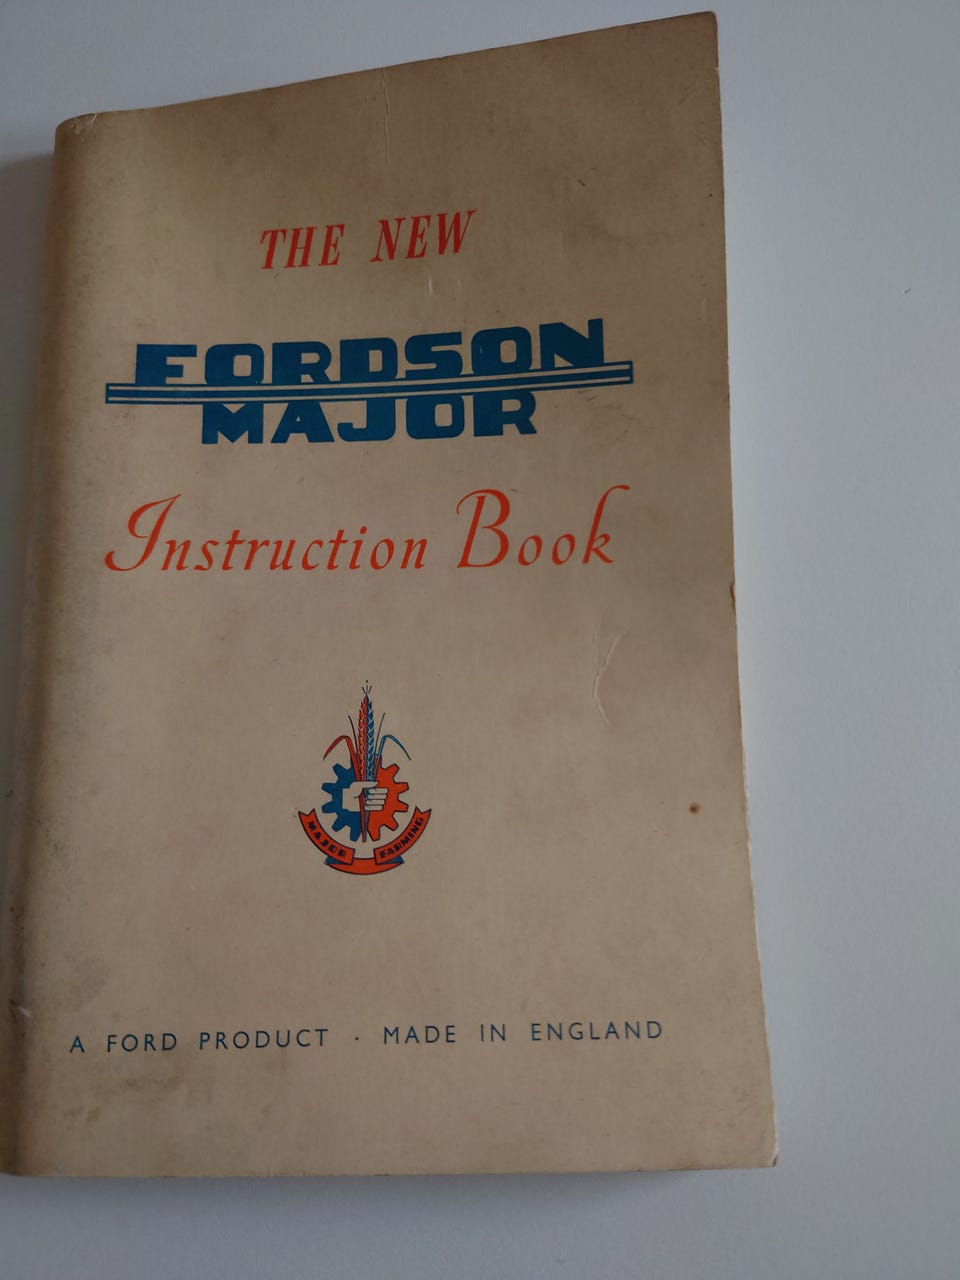 THE NEW
FORDSON
MAJOR
Instruction Book
MAJOR FARMING
A FORD PRODUCT · MADE IN ENGLAND